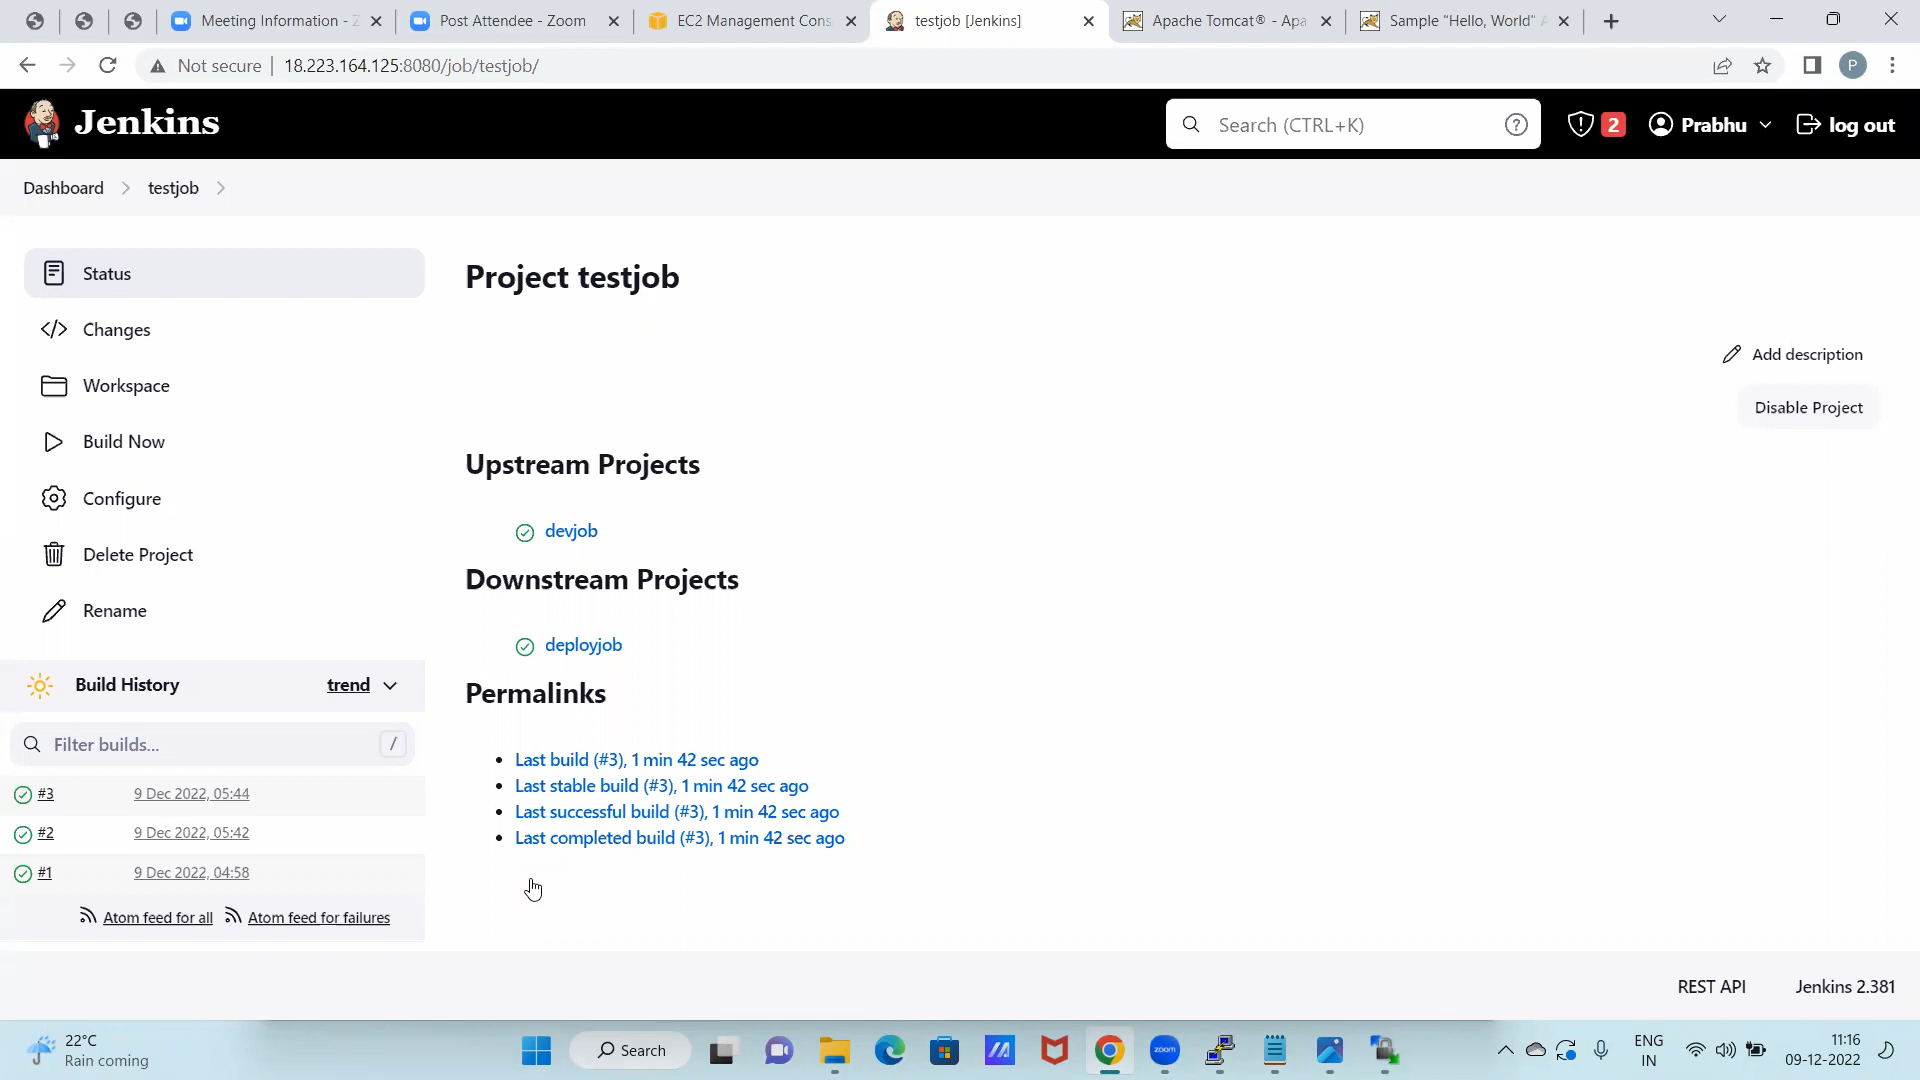 Meeting Information - Z
Post Attendee - Zoom
EC2 Management Cons
testjob [Jenkins]
Apache Tomcat® - Apa
Sample "Hello, World" A
Not secure
18.223.164.125:8080/job/testjob/
P
Jenkins
Search (CTRL+K)
?
2
Prabhu
log out
Dashboard
testjob
Status
Changes
Workspace
Build Now
Configure
Delete Project
Rename
Build History
trend
Filter builds...
/
#3
9 Dec 2022, 05:44
#2
9 Dec 2022, 05:42
#1
9 Dec 2022, 04:58
Atom feed for all
Atom feed for failures
Project testjob
Add description
Disable Project
Upstream Projects
devjob
Downstream Projects
deployjob
Permalinks
Last build (#3), 1 min 42 sec ago
Last stable build (#3), 1 min 42 sec ago
Last successful build (#3), 1 min 42 sec ago
Last completed build (#3), 1 min 42 sec ago
REST API
Jenkins 2.381
22°C
Rain coming
Search
zoom
ENG
IN
11:16
09-12-2022